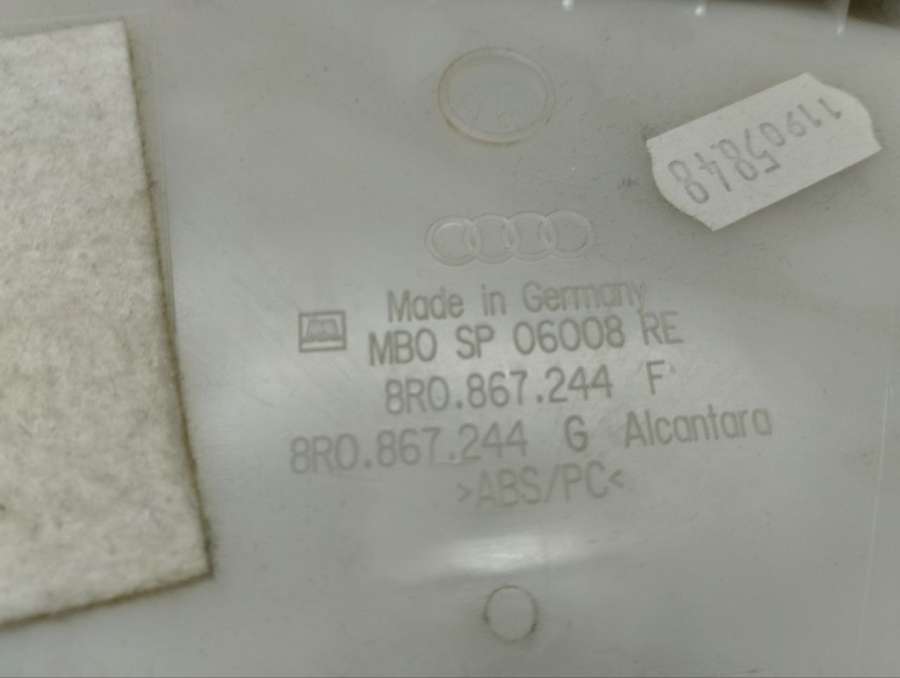 11905848
Made in Germany
MBO SP 06008 RE
8R0.867.244 F
8R0.867.244 G Alcantara
>ABS/PC<